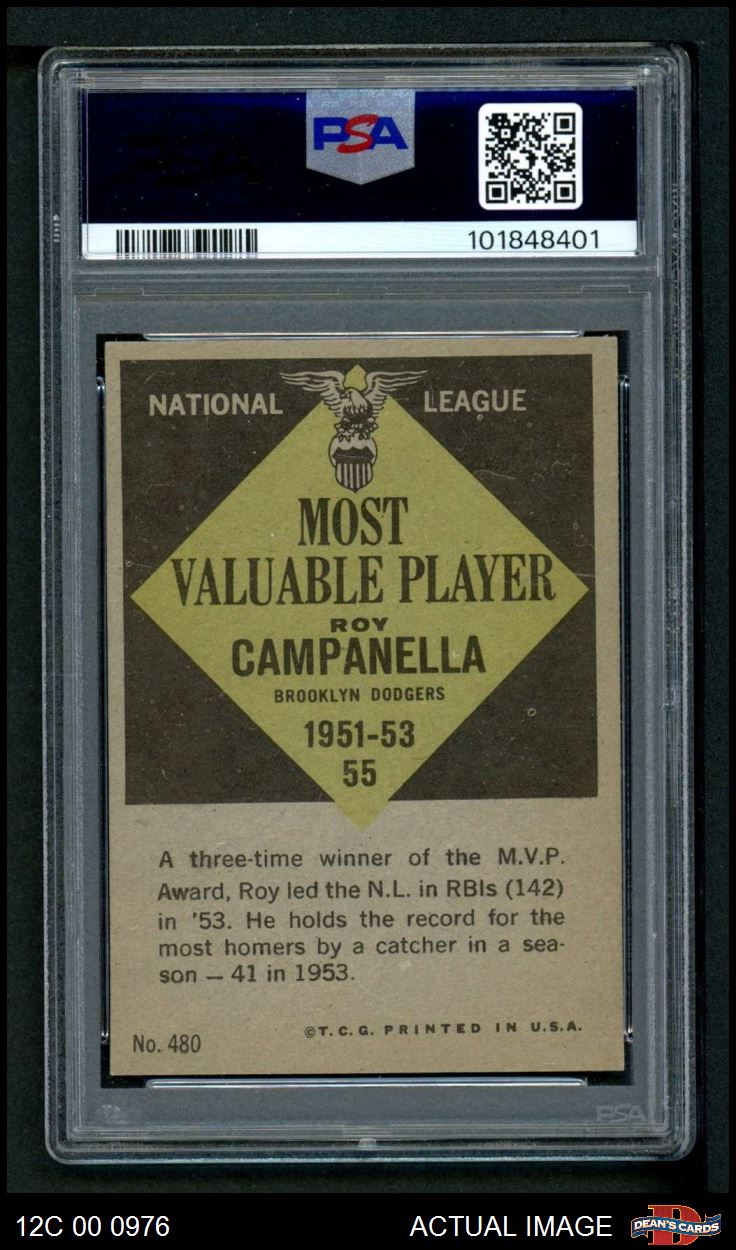 PSA
101848401
NATIONAL LEAGUE
MOST
VALUABLE PLAYER
ROY
CAMPANELLA
BROOKLYN DODGERS
1951-53
55
A three-time winner of the M.V.P.
Award, Roy led the N.L. in RBIs (142)
in '53. He holds the record for the
most homers by a catcher in a sea-
son — 41 in 1953.
No. 480 ©T.C.G. PRINTED IN U.S.A.
PSA
12C 00 0976 ACTUAL IMAGE DEAN'S CARDS